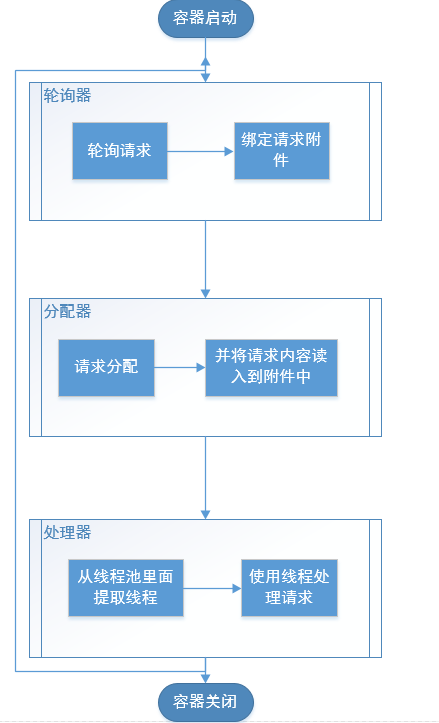 容器启动
轮询器
轮询请求
绑定请求附
件
分配器
请求分配
并将请求内容读
入到附件中
处理器
从线程池里面
提取线程
使用线程处
理请求
容器关闭